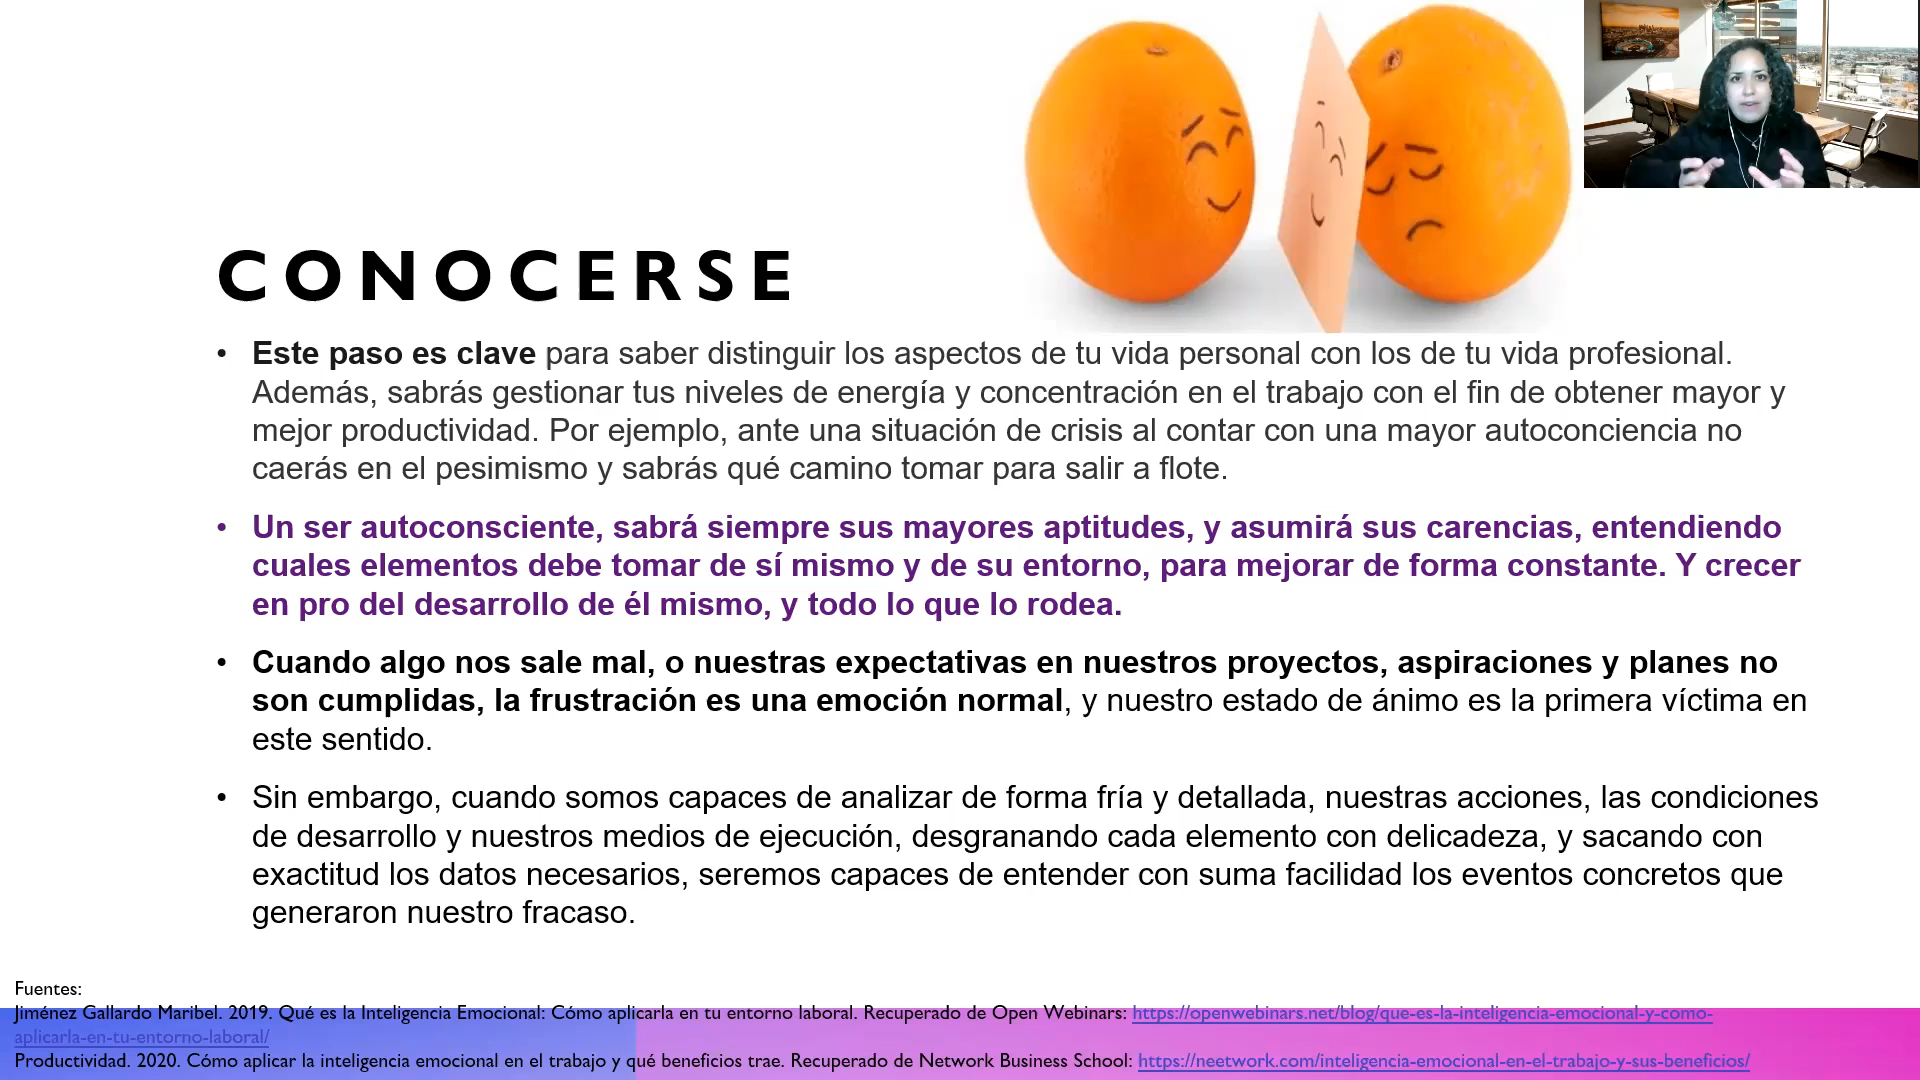 CONOCERSE
• Este paso es clave para saber distinguir los aspectos de tu vida personal con los de tu vida profesional.
Además, sabrás gestionar tus niveles de energía y concentración en el trabajo con el fin de obtener mayor y
mejor productividad. Por ejemplo, ante una situación de crisis al contar con una mayor autoconciencia no
caerás en el pesimismo y sabrás qué camino tomar para salir a flote.
• Un ser autoconsciente, sabrá siempre sus mayores aptitudes, y asumirá sus carencias, entendiendo
cuales elementos debe tomar de sí mismo y de su entorno, para mejorar de forma constante. Y crecer
en pro del desarrollo de él mismo, y todo lo que lo rodea.
• Cuando algo nos sale mal, o nuestras expectativas en nuestros proyectos, aspiraciones y planes no
son cumplidas, la frustración es una emoción normal, y nuestro estado de ánimo es la primera víctima en
este sentido.
• Sin embargo, cuando somos capaces de analizar de forma fría y detallada, nuestras acciones, las condiciones
de desarrollo y nuestros medios de ejecución, desgranando cada elemento con delicadeza, y sacando con
exactitud los datos necesarios, seremos capaces de entender con suma facilidad los eventos concretos que
generaron nuestro fracaso.
Fuentes:
Jiménez Gallardo Maribel. 2019. Qué es la Inteligencia Emocional: Cómo aplicarla en tu entorno laboral. Recuperado de Open Webinars: https://openwebinars.net/blog/que-es-la-inteligencia-emocional-y-como-
aplicarla-en-tu-entorno-laboral/
Productividad. 2020. Cómo aplicar la inteligencia emocional en el trabajo y qué beneficios trae. Recuperado de Network Business School: https://neetwork.com/inteligencia-emocional-en-el-trabajo-y-sus-beneficios/